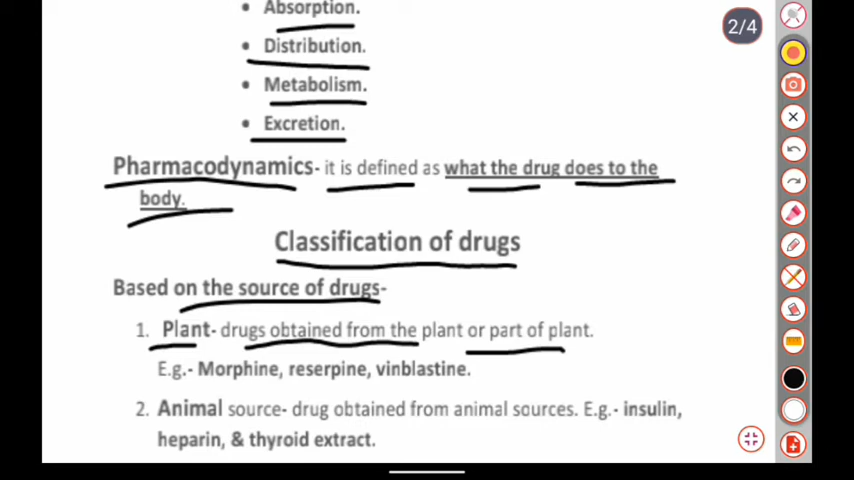 • Absorption.
2/4
• Distribution.
• Metabolism.
• Excretion.
Pharmacodynamics- it is defined as what the drug does to the
body.
Classification of drugs
Based on the source of drugs-
1. Plant- drugs obtained from the plant or part of plant.
E.g.- Morphine, reserpine, vinblastine.
2. Animal source- drug obtained from animal sources. E.g.- insulin,
heparin, & thyroid extract.